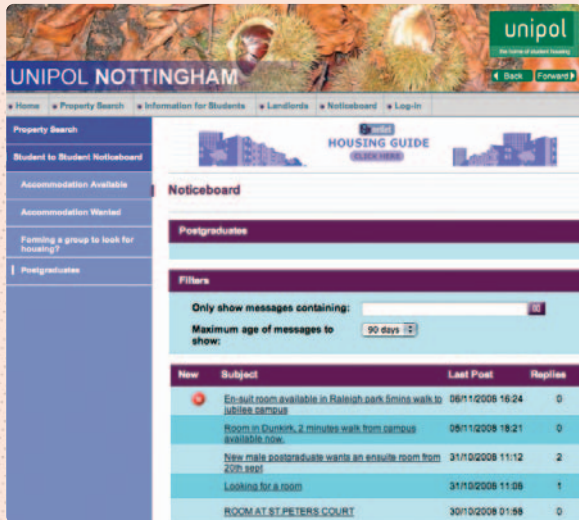 unipol
the home of student housing
UNIPOL NOTTINGHAM
Back Forward
Home Property Search Information for Students Landlords Noticeboard Log-in
Property Search
Student to Student Noticeboard
Accommodation Available
Accommodation Wanted
Forming a group to look for
housing?
Postgraduates
HOUSING GUIDE
CLICK HERE
Noticeboard
Postgraduates
Filters
Only show messages containing:
Maximum age of messages to
show:
90 days
New Subject Last Post Replies
En-suit room available in Raleigh park 5mins walk to
jubilee campus
06/11/2008 16:24 0
Room in Dunkirk, 2 minutes walk from campus
available now.
05/11/2008 18:21 0
New male postgraduate wants an ensuite room from
20th sept
31/10/2008 11:12 2
Looking for a room 31/10/2008 11:08 1
ROOM AT ST.PETERS COURT 30/10/2008 01:58 0